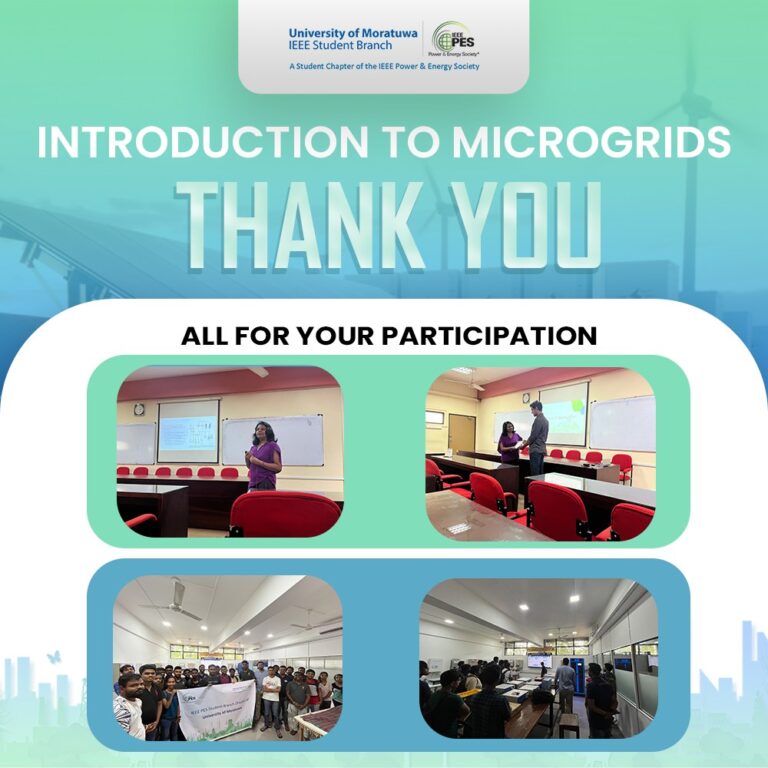 University of Moratuwa
IEEE Student Branch
IEEE
PES
Power & Energy Society®
A Student Chapter of the IEEE Power & Energy Society
INTRODUCTION TO MICROGRIDS
THANK YOU
ALL FOR YOUR PARTICIPATION
PES
IEEE PES Student Branch Chapter
University of Moratuwa